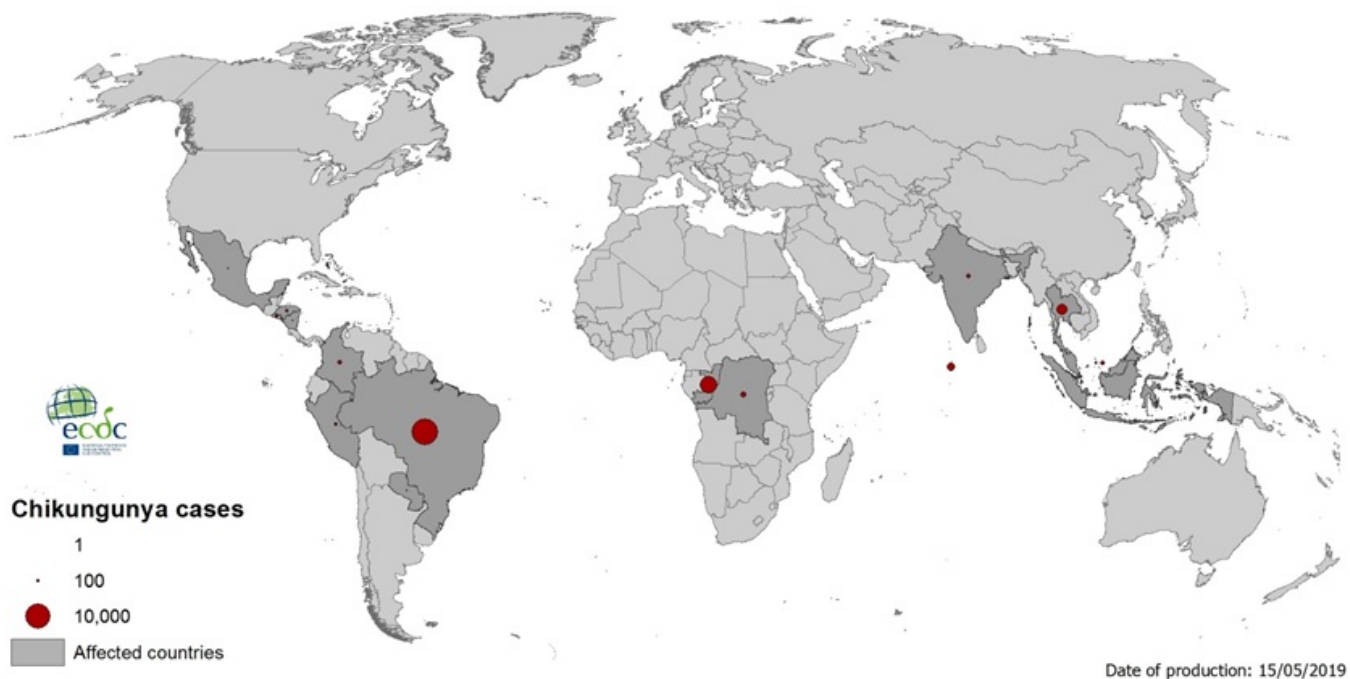 ecdc
Chikungunya cases
1
100
10,000
Affected countries
Date of production: 15/05/2019